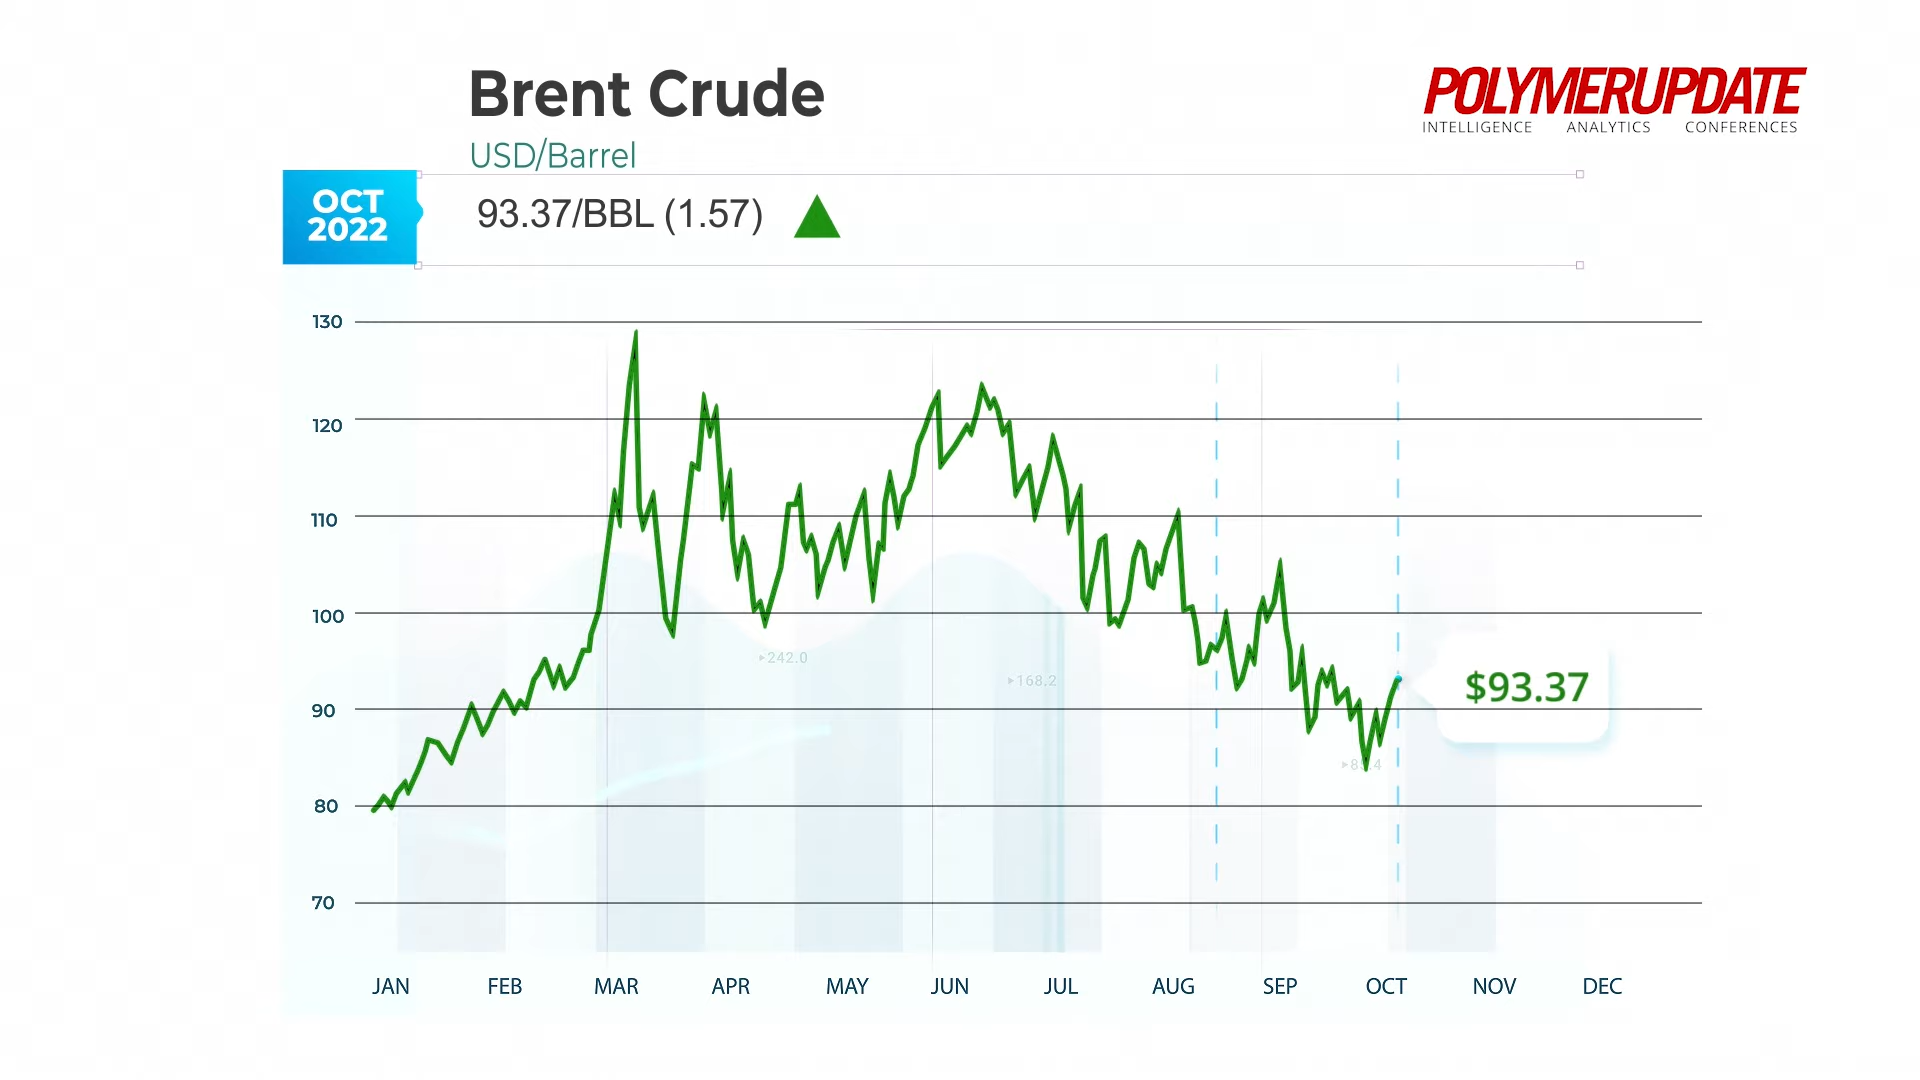 Brent Crude
USD/Barrel
POLYMERUPDATE
INTELLIGENCE ANALYTICS CONFERENCES
OCT
2022
93.37/BBL (1.57)
130
120
110
100
90
80
70
242.0
168.2
$93.37
JAN FEB MAR APR MAY JUN JUL AUG SEP OCT NOV DEC